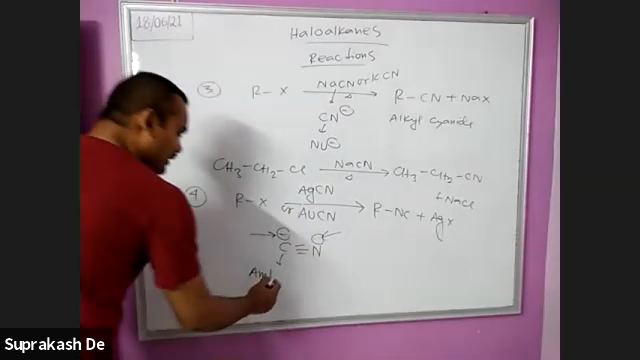 18/06/21
Haloalkanes
Reactions
③ R-X NaCN or KCN Δ R-CN + Nax
CN⊖ Alkyl Cyanide
↓
NU⊖
CH₃-CH₂-Cl NaCN Δ CH₃-CH₂-CN
+ NaCl
④ R-X AgCN or AUCN R-NC + Agx
⊖
C≡N
↓
Suprakash De